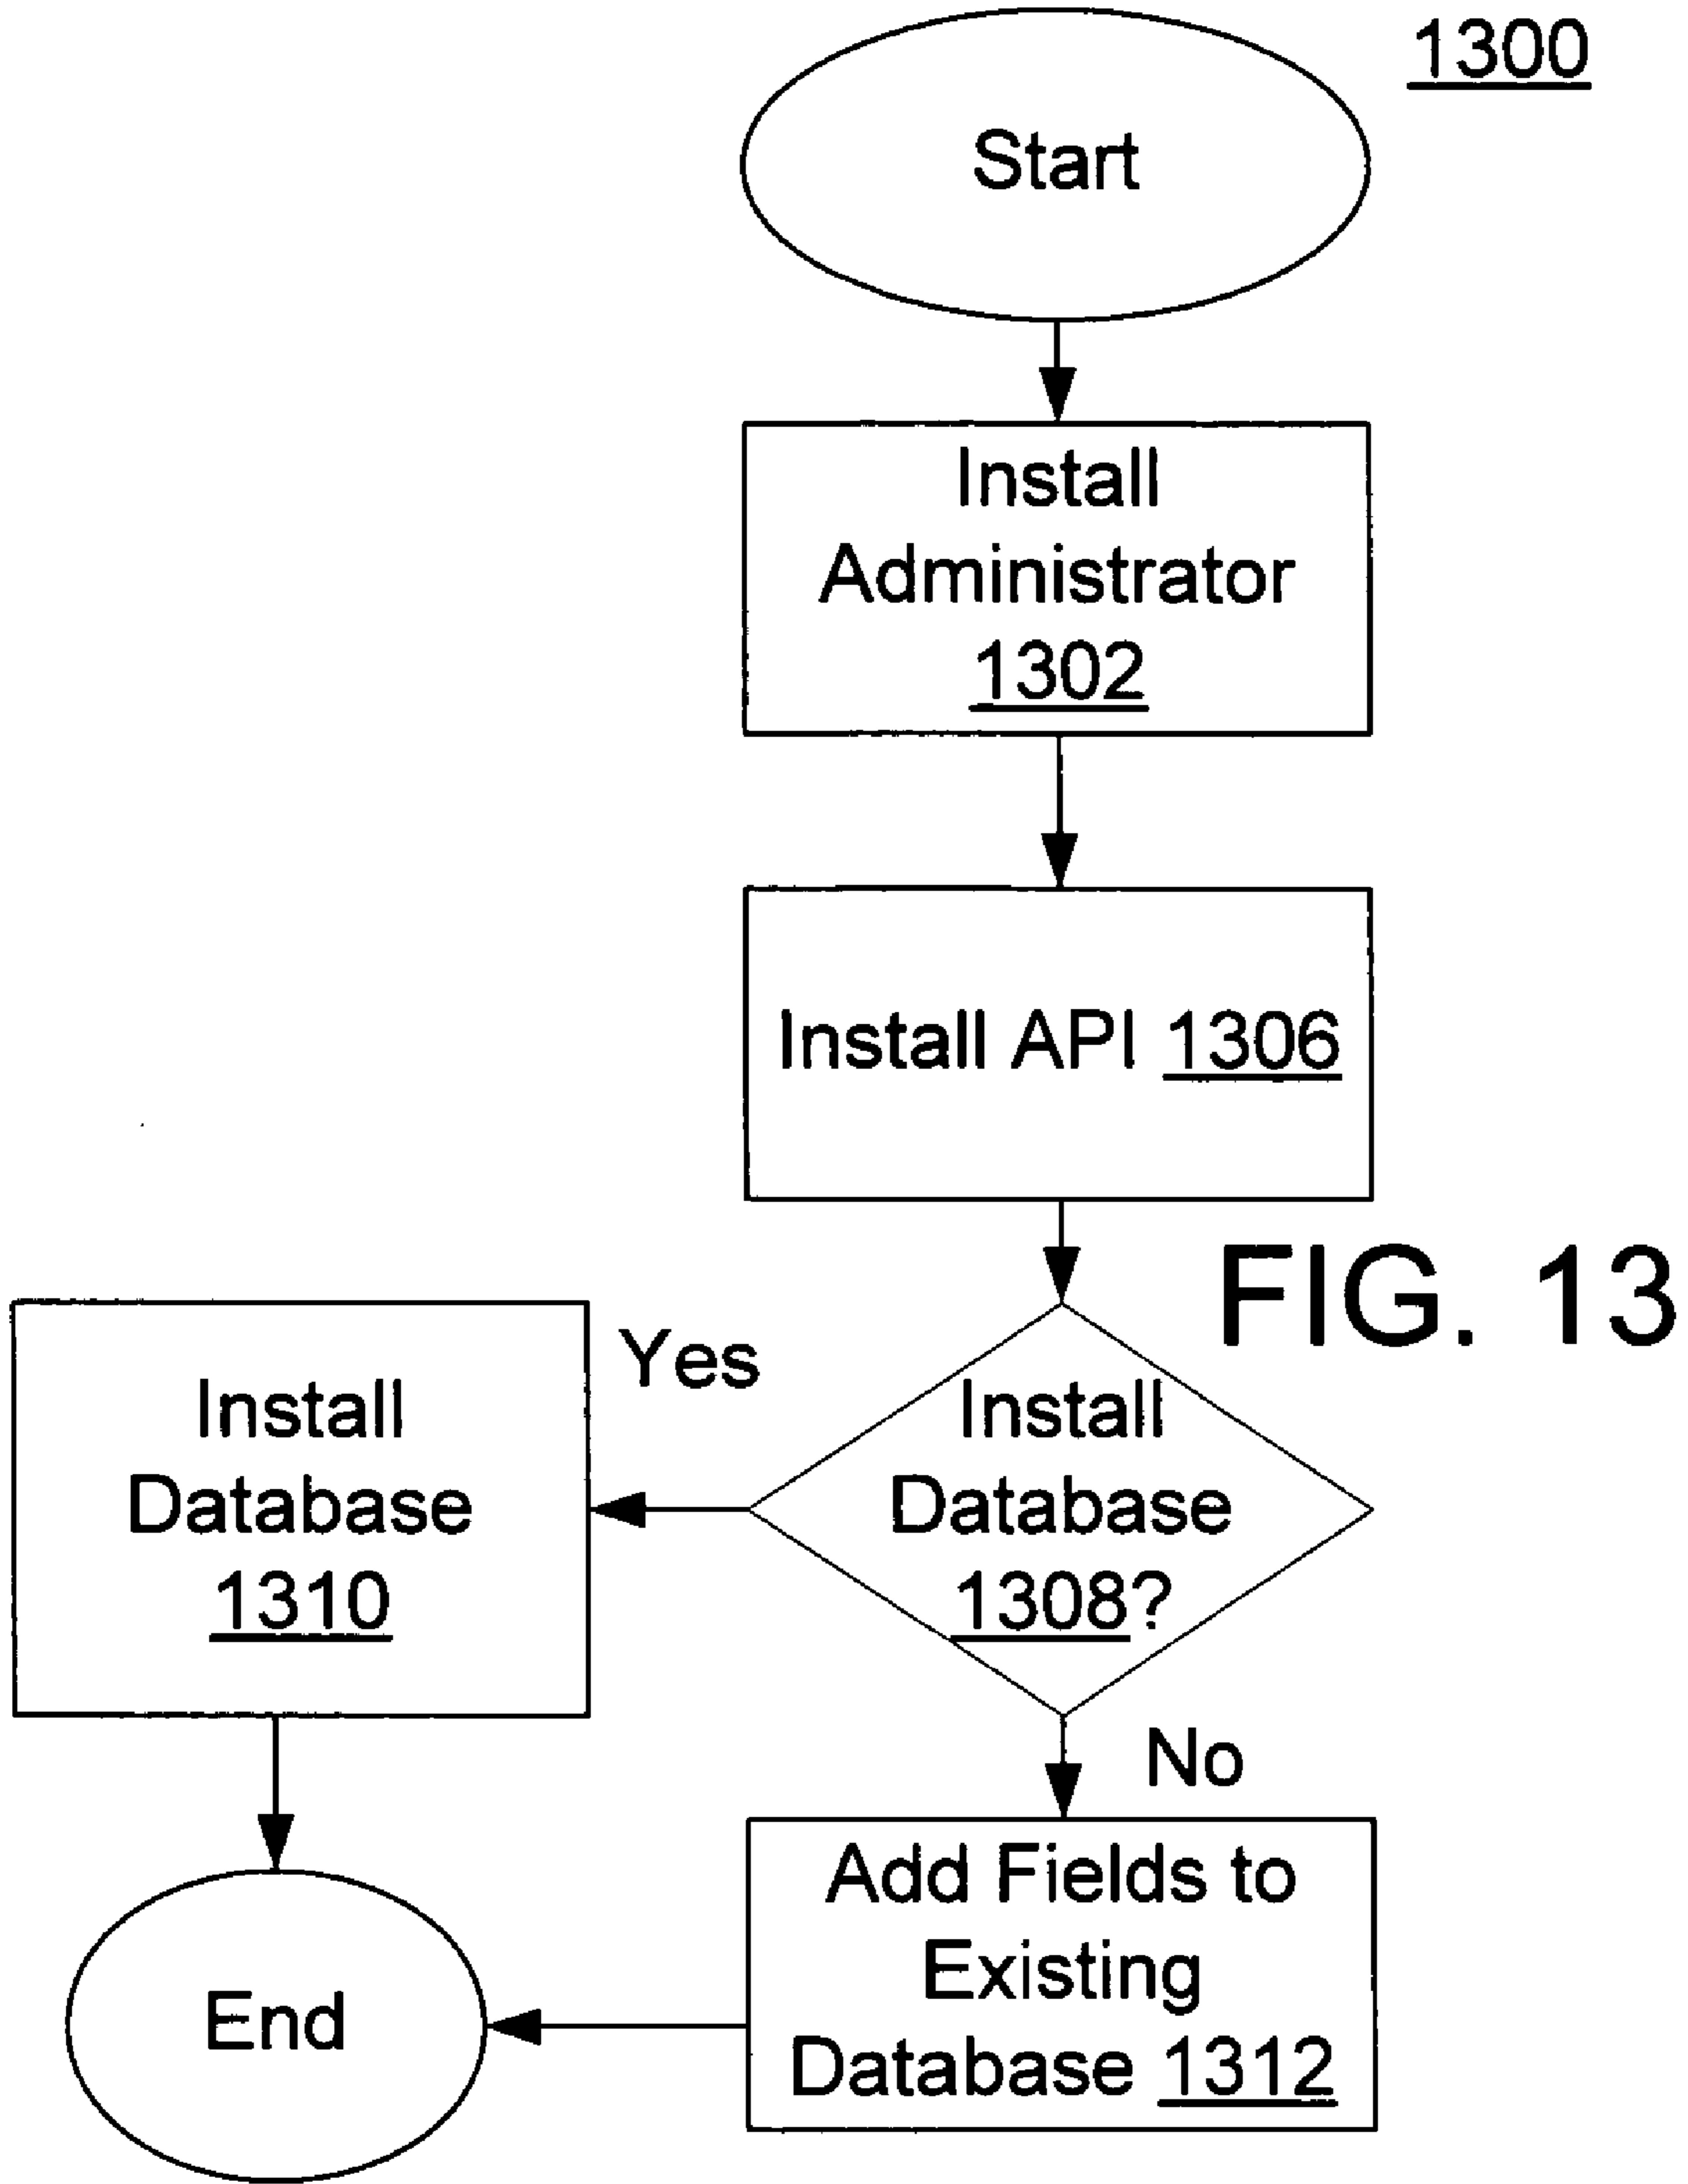 1300
Start
Install
Administrator
1302
Install API 1306
FIG. 13
Yes
Install
Database
1308?
Install
Database
1310
No
Add Fields to
Existing
Database 1312
End